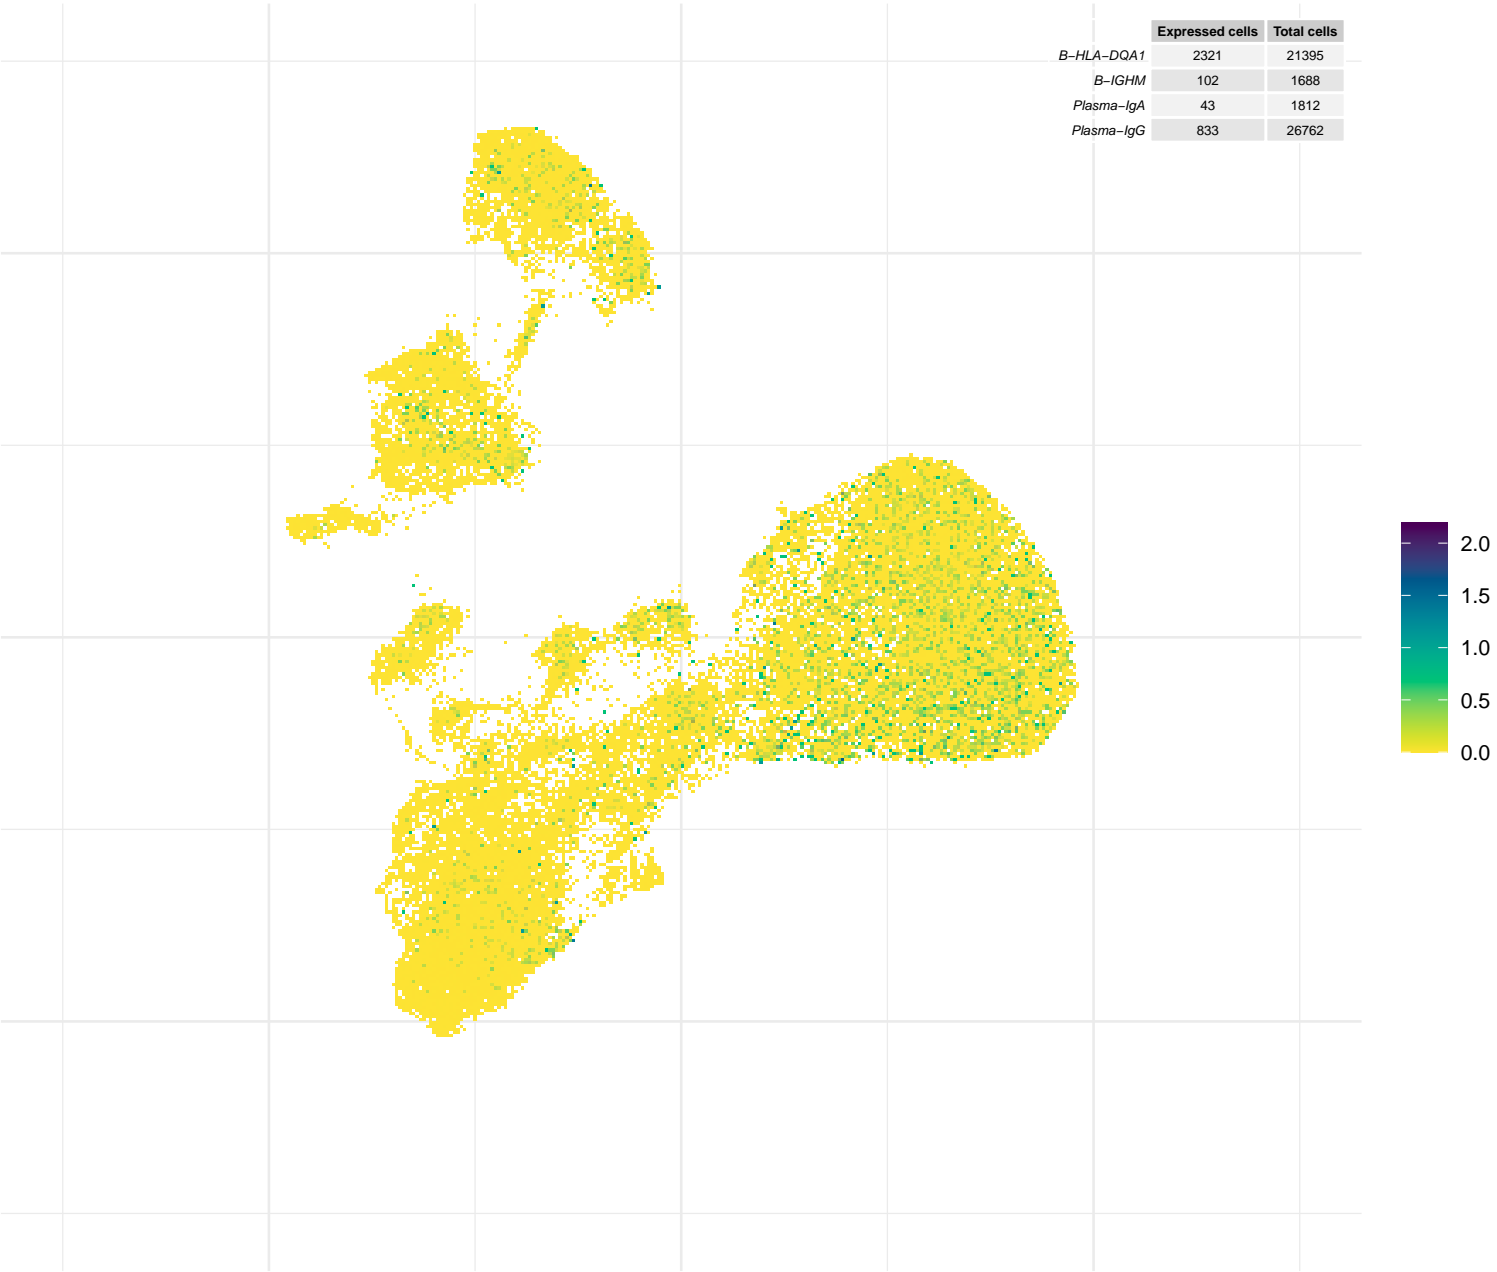 Expressed cells Total cells
B−HLA−DQA1 2321 21395
B−IGHM 102 1688
Plasma−IgA 43 1812
Plasma−IgG 833 26762
2.0
1.5
1.0
0.5
0.0